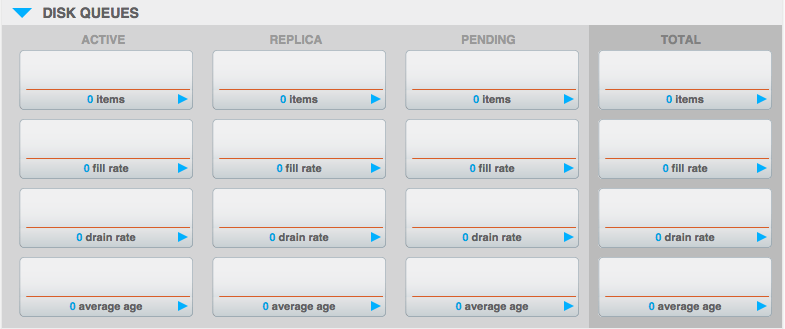 DISK QUEUES
ACTIVE REPLICA PENDING TOTAL
0 items 0 items 0 items 0 items
0 fill rate 0 fill rate 0 fill rate 0 fill rate
0 drain rate 0 drain rate 0 drain rate 0 drain rate
0 average age 0 average age 0 average age 0 average age